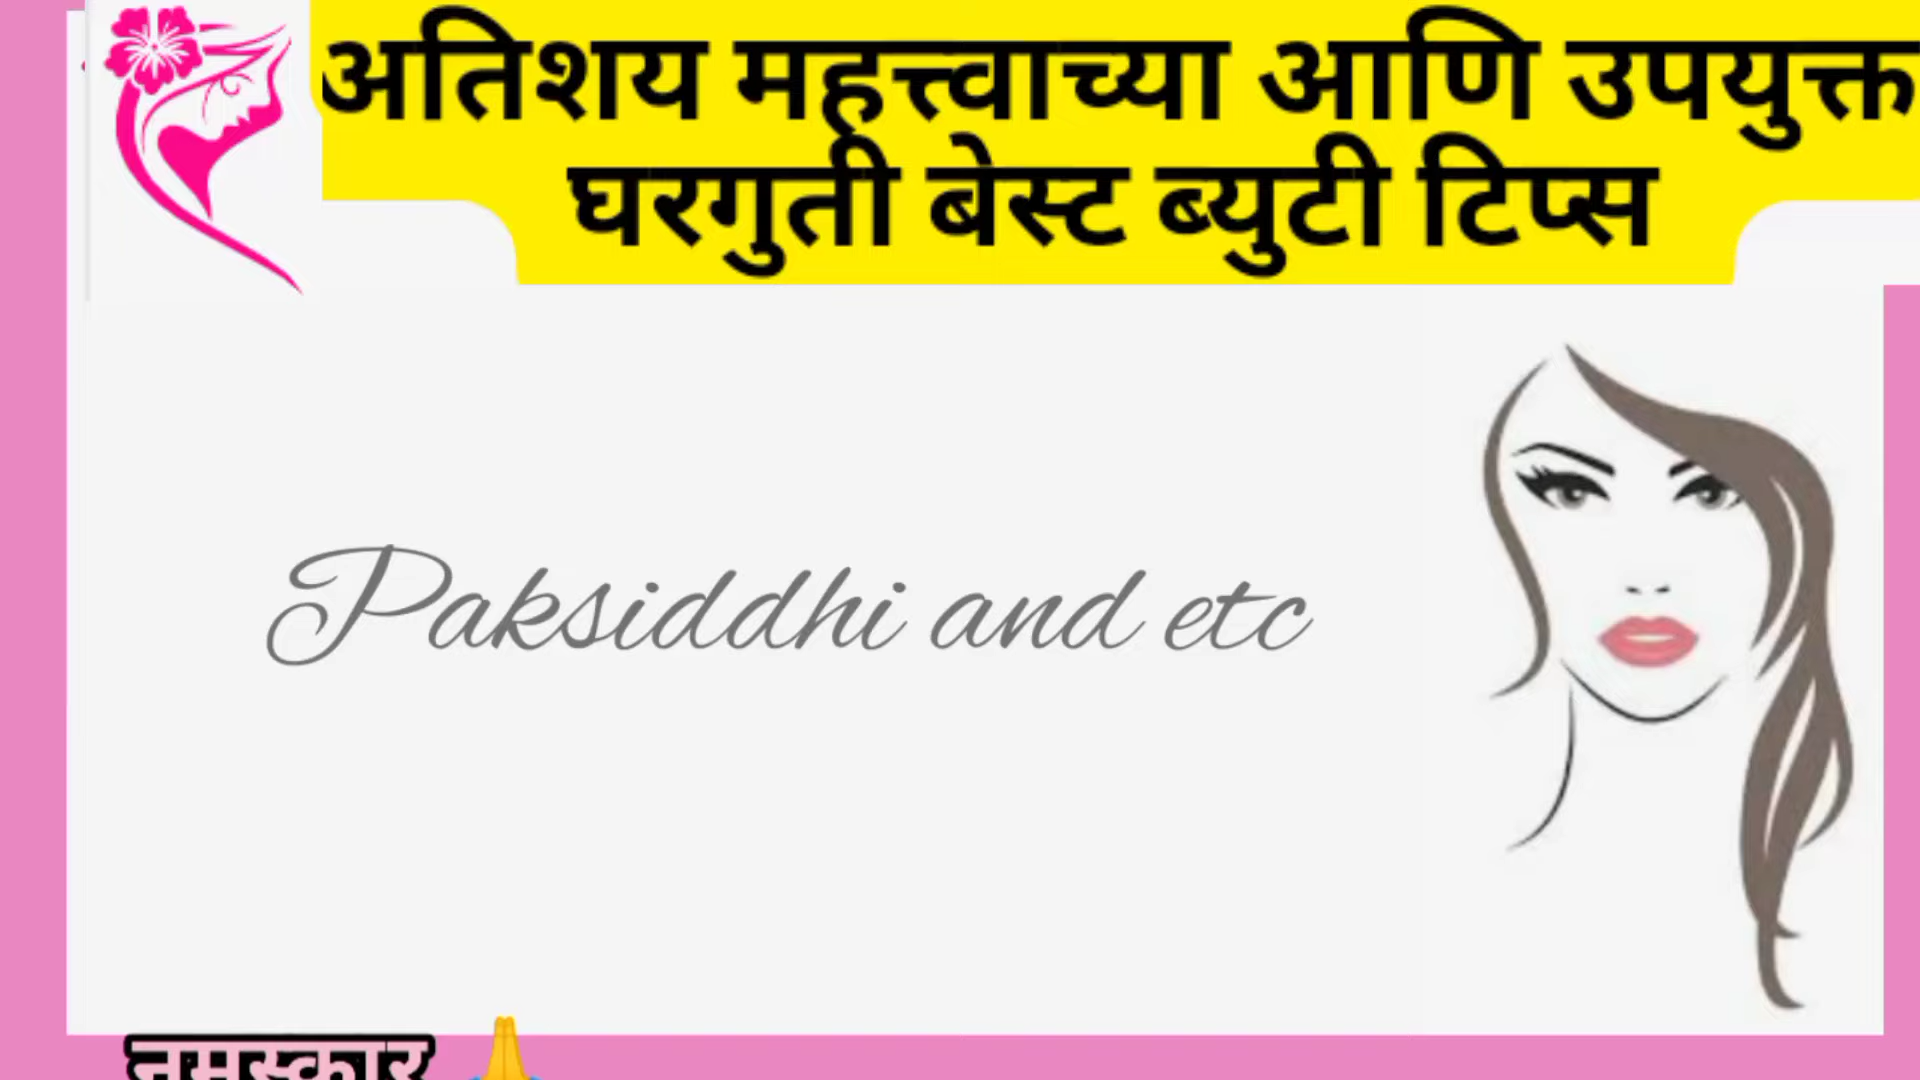 अतिशय महत्त्वाच्या आणि उपयुक्त
घरगुती बेस्ट ब्युटी टिप्स
Paksiddhi and etc
नमस्कार 🙏